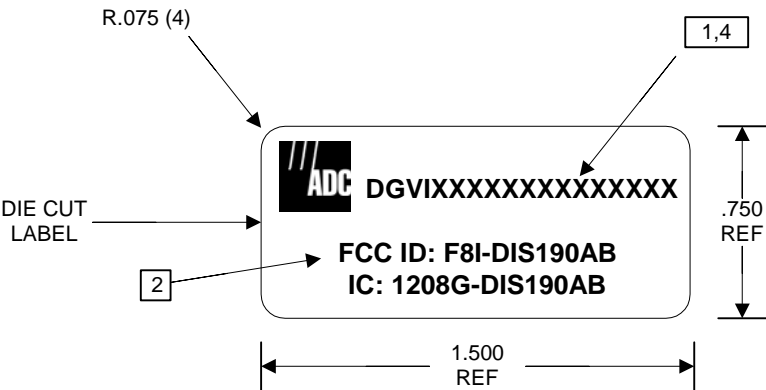 R.075 (4)
1,4
ADC
DGVIXXXXXXXXXXXXXX
DIE CUT
LABEL
.750
REF
FCC ID: F8I-DIS190AB
2
IC: 1208G-DIS190AB
1.500
REF